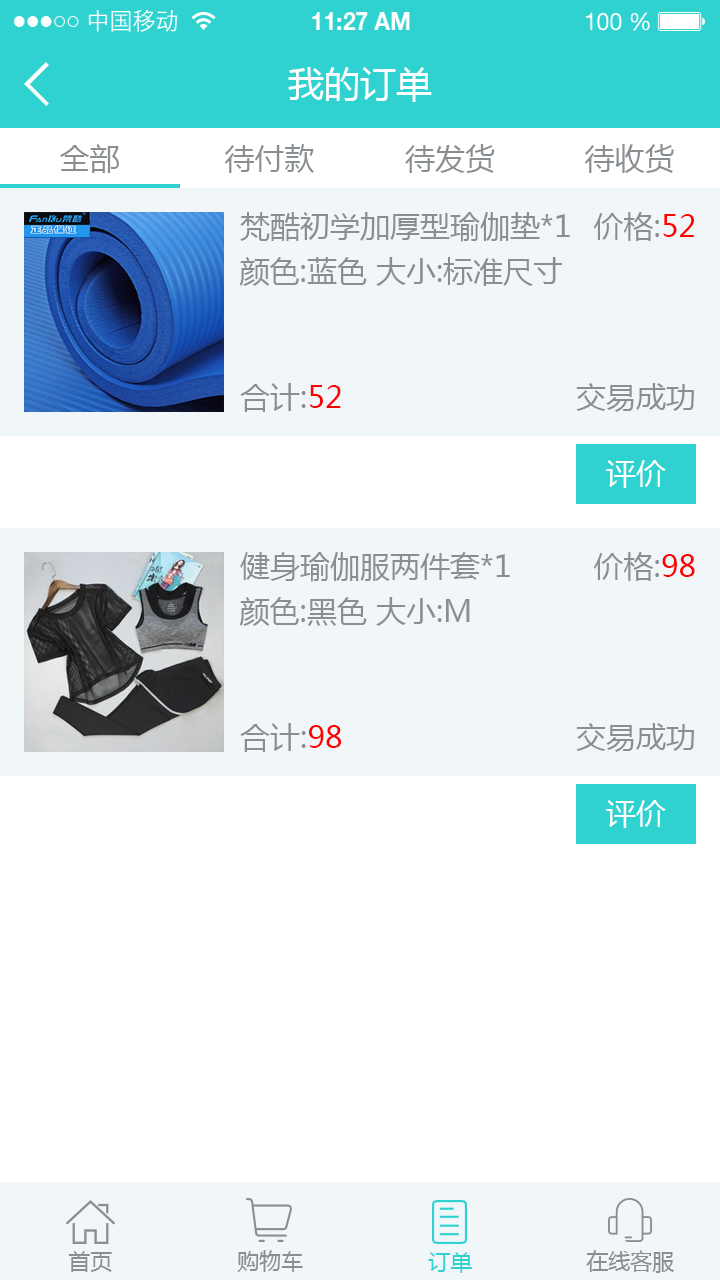 中国移动 11:27 AM 100 %
我的订单
全部 待付款 待发货 待收货
FanBu梵酷
正品保证
梵酷初学加厚型瑜伽垫*1 价格:52
颜色:蓝色 大小:标准尺寸
合计:52 交易成功
评价
健身瑜伽服两件套*1 价格:98
颜色:黑色 大小:M
合计:98 交易成功
评价
首页 购物车 订单 在线客服